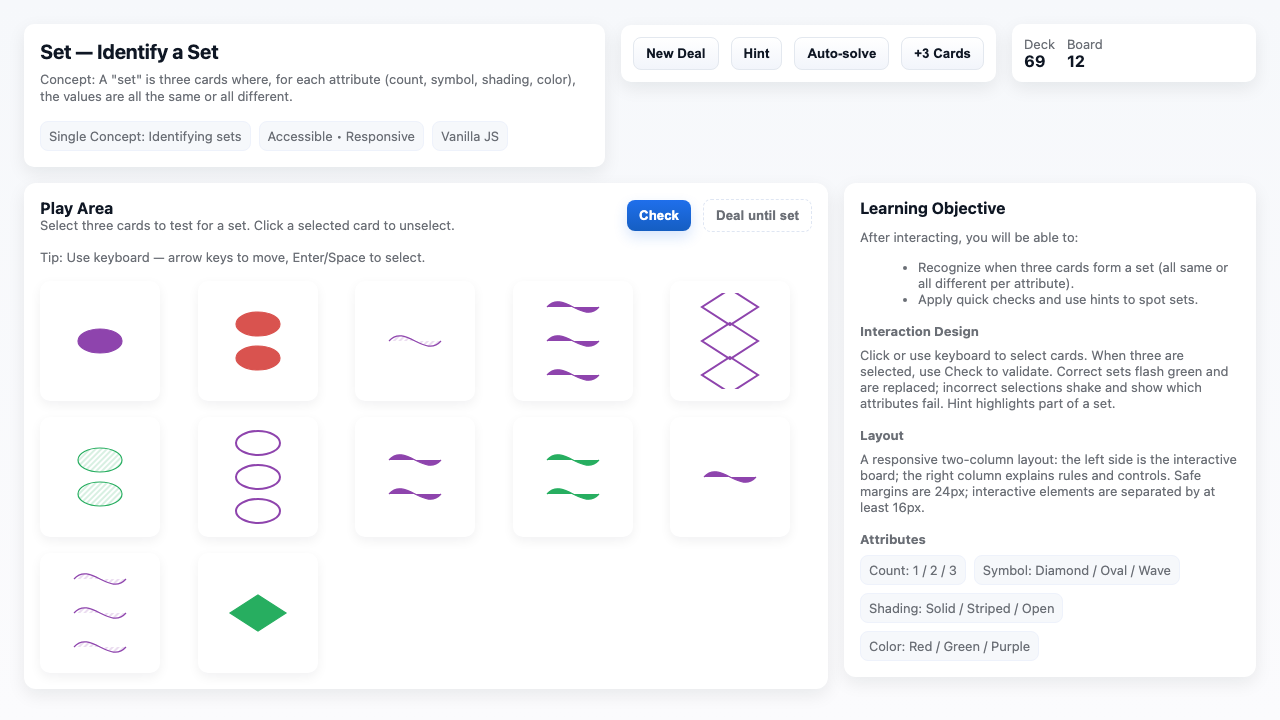 Set — Identify a Set
Concept: A "set" is three cards where, for each attribute (count, symbol, shading, color),
the values are all the same or all different.
Single Concept: Identifying sets
Accessible • Responsive
Vanilla JS
New Deal
Hint
Auto-solve
+3 Cards
Deck
69
Board
12
Play Area
Select three cards to test for a set. Click a selected card to unselect.
Check
Deal until set
Tip: Use keyboard — arrow keys to move, Enter/Space to select.
Learning Objective
After interacting, you will be able to:
• Recognize when three cards form a set (all same or
all different per attribute).
• Apply quick checks and use hints to spot sets.
Interaction Design
Click or use keyboard to select cards. When three are
selected, use Check to validate. Correct sets flash green and
are replaced; incorrect selections shake and show which
attributes fail. Hint highlights part of a set.
Layout
A responsive two-column layout: the left side is the interactive
board; the right column explains rules and controls. Safe
margins are 24px; interactive elements are separated by at
least 16px.
Attributes
Count: 1 / 2 / 3
Symbol: Diamond / Oval / Wave
Shading: Solid / Striped / Open
Color: Red / Green / Purple